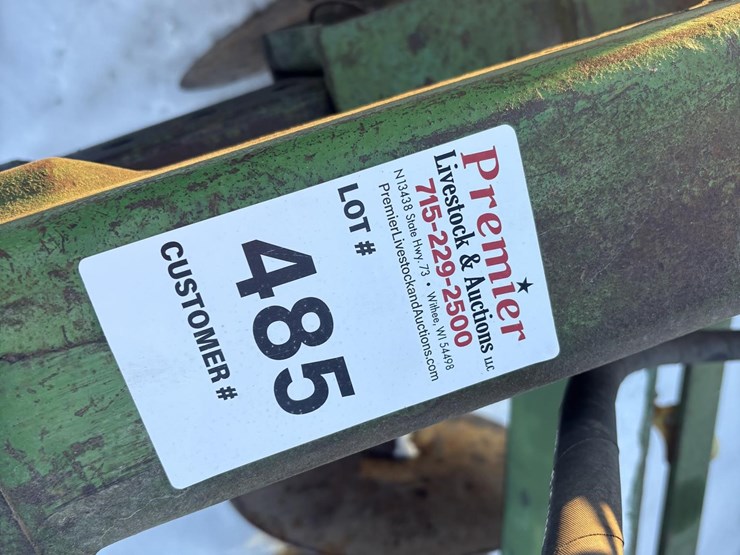 Premier
Livestock & Auctions LLC
715-229-2500
N13438 State Hwy. 73 • Withee, WI 54498
PremierLivestockandAuctions.com
LOT #
485
CUSTOMER #